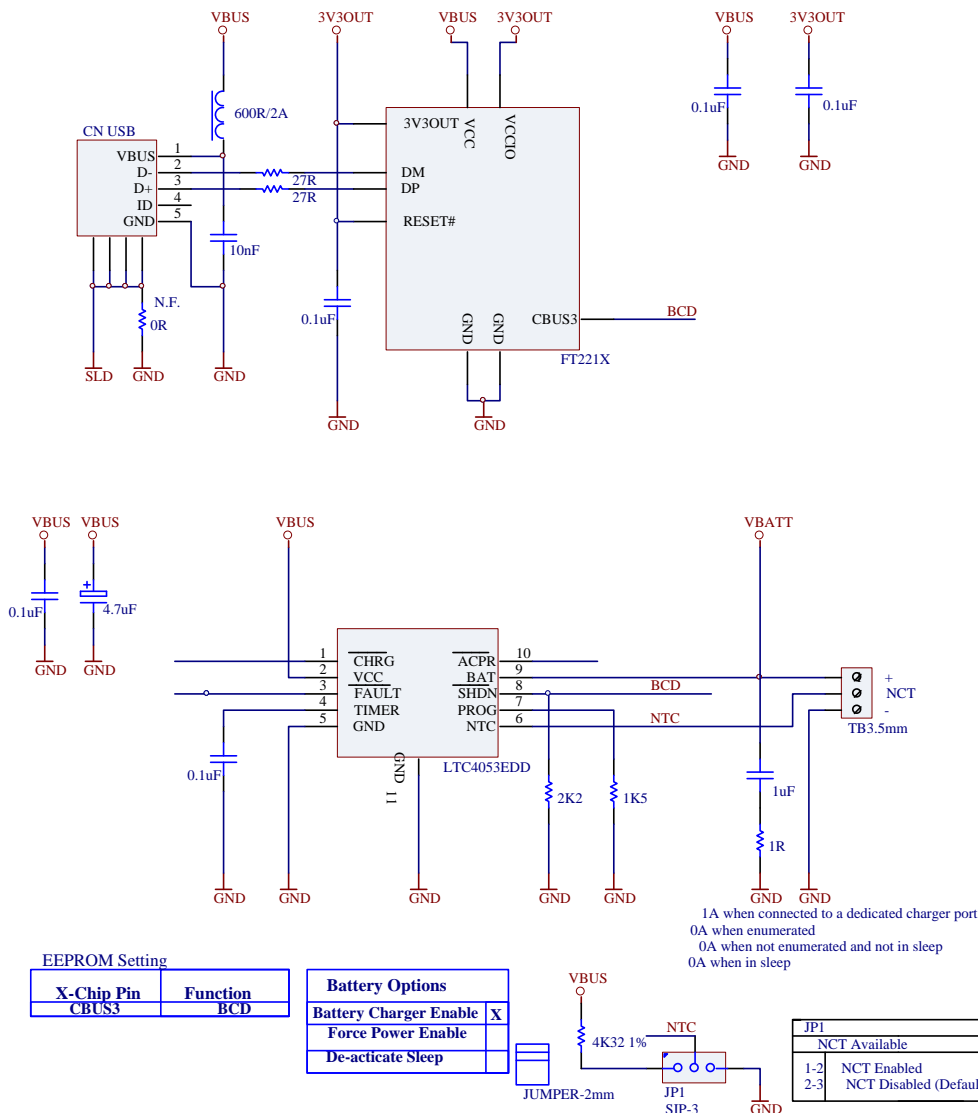 VBUS
3V3OUT
VBUS
3V3OUT
VBUS
3V3OUT
600R/2A
0.1uF
0.1uF
GND
GND
CN USB
VBUS 1
D- 2
D+ 3
ID 4
GND 5
27R
27R
10nF
N.F.
0R
SLD
GND
GND
0.1uF
GND
3V3OUT
VCC
VCCIO
DM
DP
RESET#
GND
GND
CBUS3
BCD
FT221X
GND
VBUS
VBUS
VBUS
VBATT
0.1uF
4.7uF
GND
GND
1 CHRG
2 VCC
3 FAULT
4 TIMER
5 GND
ACPR 10
BAT 9
SHDN 8
PROG 7
NTC 6
GND 11
LTC4053EDD
BCD
NTC
+
NCT
-
TB3.5mm
0.1uF
2K2
1K5
1uF
1R
GND
GND
GND
GND
GND
GND
GND
1A when connected to a dedicated charger port
0A when enumerated
0A when not enumerated and not in sleep
0A when in sleep
EEPROM Setting
X-Chip Pin Function
CBUS3 BCD
Battery Options
Battery Charger Enable X
Force Power Enable
De-acticate Sleep
JUMPER-2mm
VBUS
4K32 1%
NTC
JP1
SIP-3
GND
JP1
NCT Available
1-2 NCT Enabled
2-3 NCT Disabled (Defaul